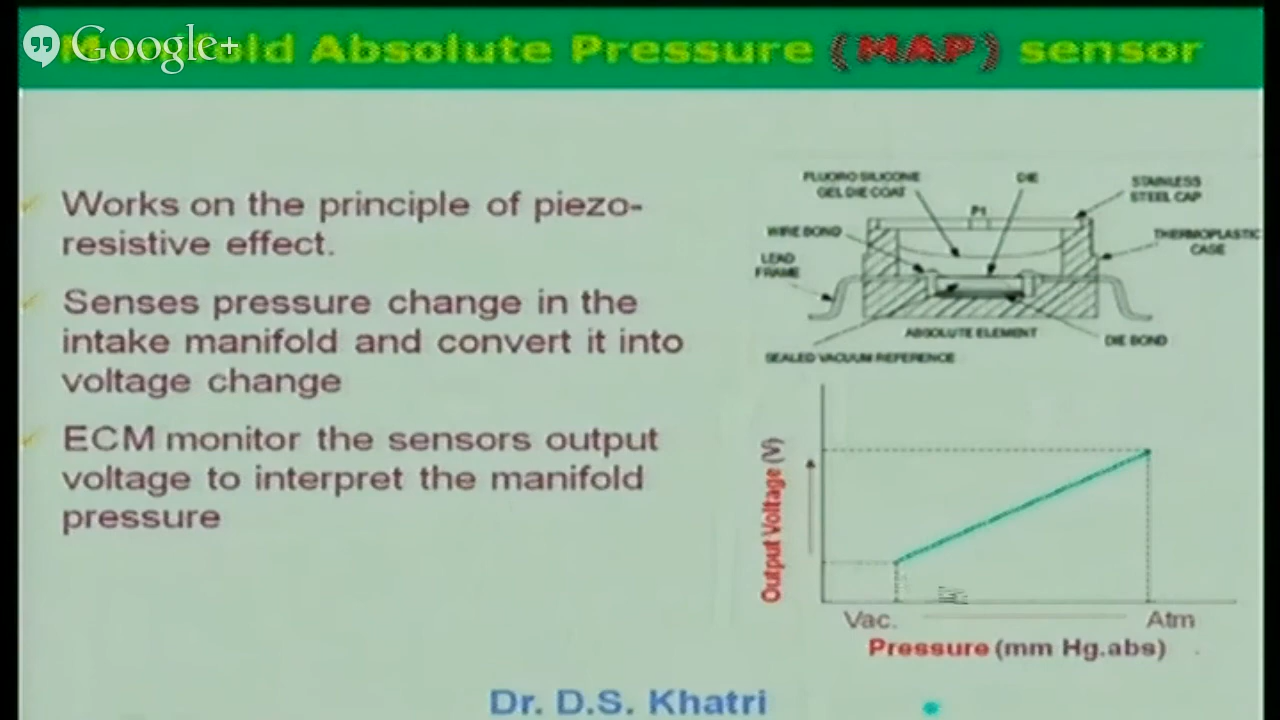 Google+
Manifold Absolute Pressure (MAP) sensor
Works on the principle of piezo-
resistive effect.
Senses pressure change in the
intake manifold and convert it into
voltage change
ECM monitor the sensors output
voltage to interpret the manifold
pressure
FLUORO SILICONE
GEL DIE COAT
DIE
STAINLESS
STEEL CAP
P1
WIRE BOND
THERMOPLASTIC
CASE
LEAD
FRAME
ABSOLUTE ELEMENT
DIE BOND
SEALED VACUUM REFERENCE
Output Voltage (V)
Vac.
Atm
Pressure (mm Hg.abs)
Dr. D.S. Khatri